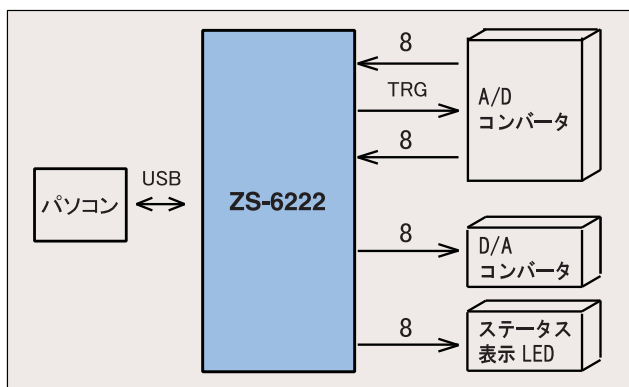 8
TRG
8
A/D
コンバータ
パソコン
USB
ZS-6222
8
D/A
コンバータ
8
ステータス
表示 LED